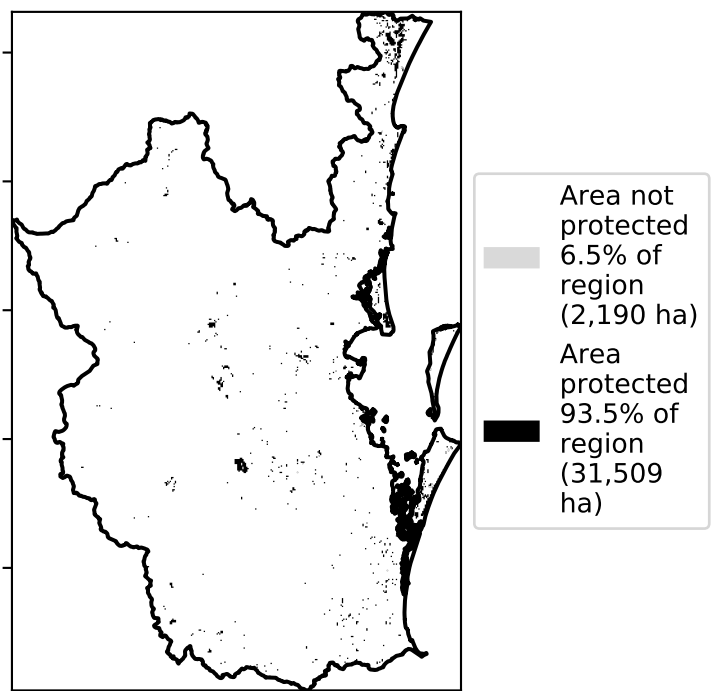 Area not
protected
6.5% of
region
(2,190 ha)
Area
protected
93.5% of
region
(31,509
ha)